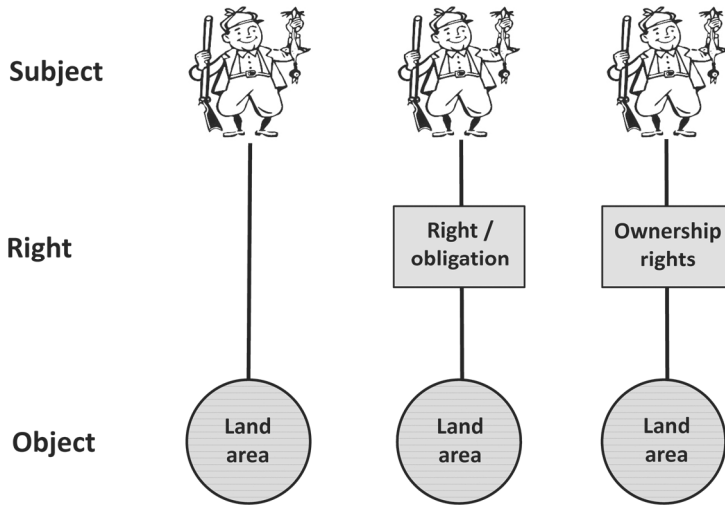 Subject
Right
Right /
obligation
Ownership
rights
Object
Land
area
Land
area
Land
area